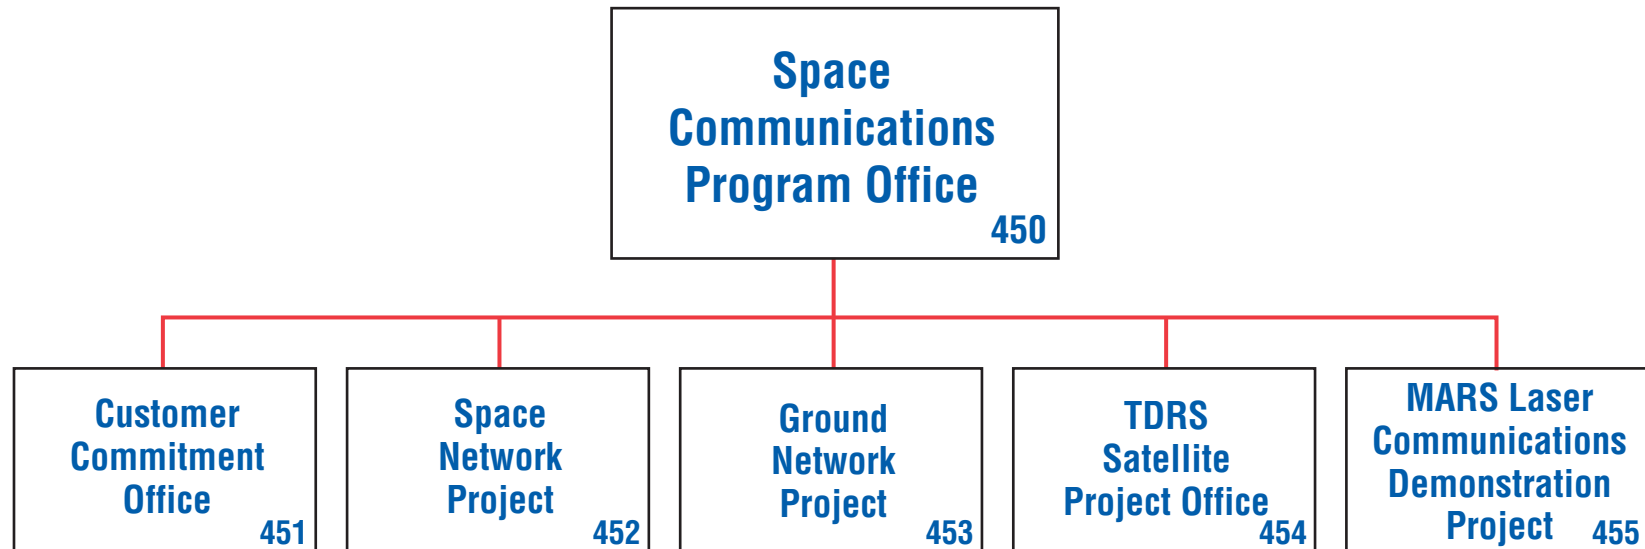 Space
Communications
Program Office
450
Customer
Commitment
Office
451
Space
Network
Project
452
Ground
Network
Project
453
TDRS
Satellite
Project Office
454
MARS Laser
Communications
Demonstration
Project
455